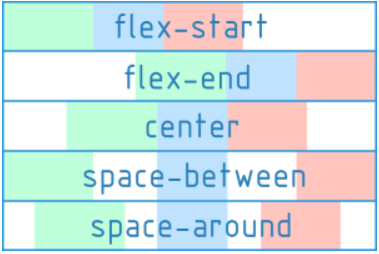 flex-start
flex-end
center
space-between
space-around